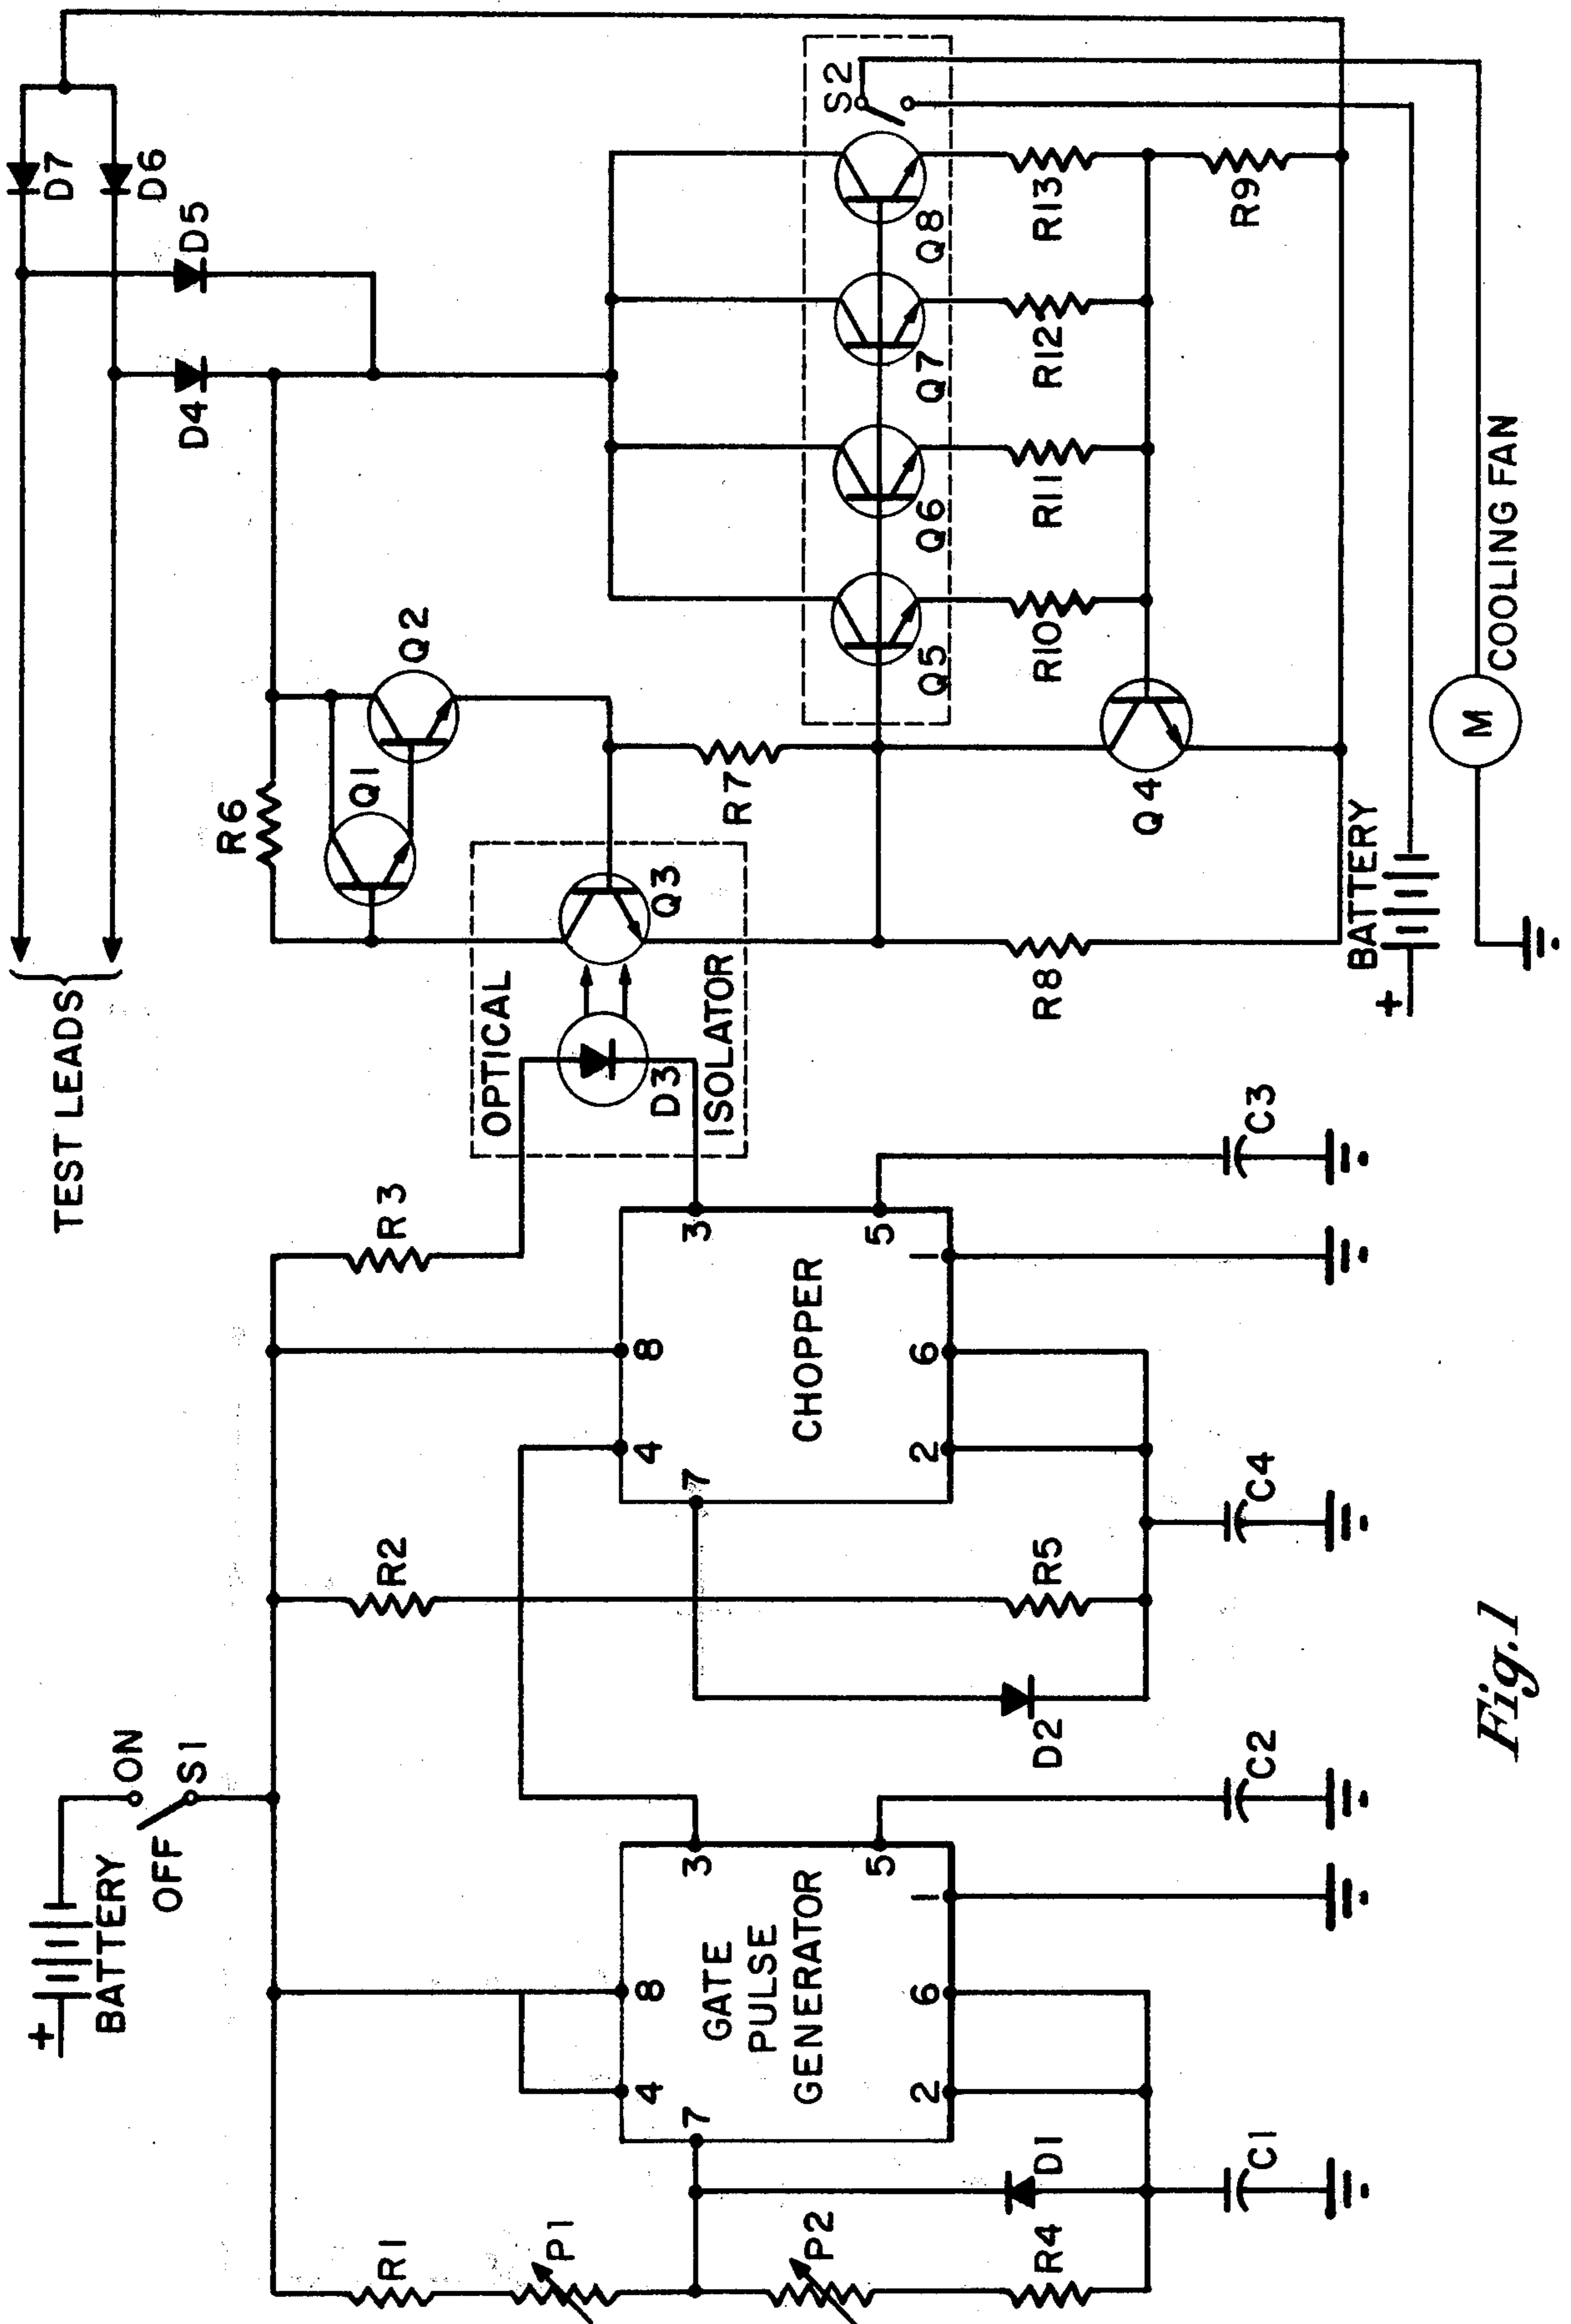 TEST LEADS
D7
D6
D5
D4
R6
Q1
Q2
OPTICAL
ISOLATOR
D3
Q3
R7
R8
Q4
Q5
Q6
Q7
Q8
S2
R10
R11
R12
R13
R9
BATTERY
+
M
COOLING FAN
+
BATTERY
ON
OFF
S1
R1
P1
P2
R4
D1
C1
GATE
PULSE
GENERATOR
4
8
7
3
5
2
6
1
C2
R2
R5
D2
C4
R3
CHOPPER
4
8
7
3
5
2
6
1
C3
Fig.1